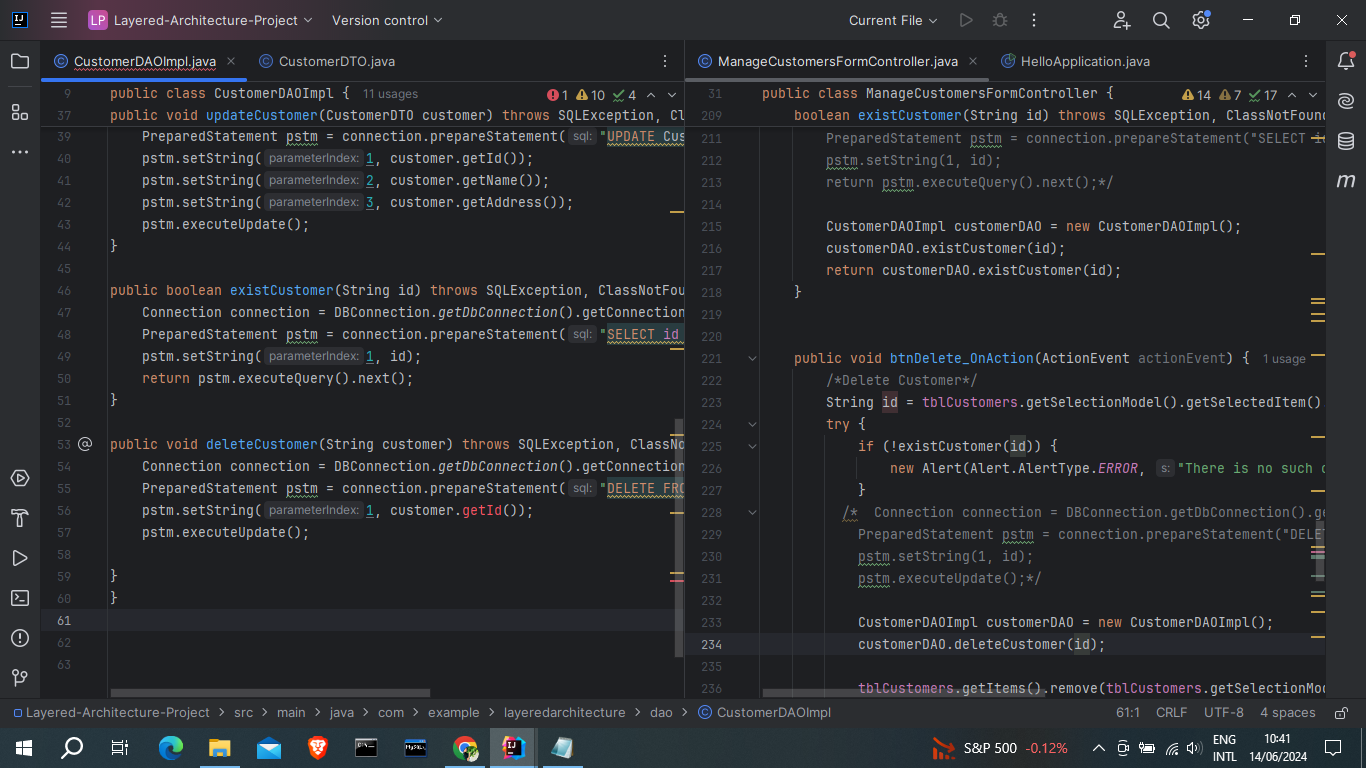 LP Layered-Architecture-Project Version control Current File
CustomerDAOImpl.java CustomerDTO.java
9 public class CustomerDAOImpl { 11 usages 1 10 4
37 public void updateCustomer(CustomerDTO customer) throws SQLException, Cl
39 PreparedStatement pstm = connection.prepareStatement( sql: "UPDATE Cus
40 pstm.setString( parameterIndex: 1, customer.getId());
41 pstm.setString( parameterIndex: 2, customer.getName());
42 pstm.setString( parameterIndex: 3, customer.getAddress());
43 pstm.executeUpdate();
44 }
45
46 public boolean existCustomer(String id) throws SQLException, ClassNotFou
47 Connection connection = DBConnection.getDbConnection().getConnection
48 PreparedStatement pstm = connection.prepareStatement( sql: "SELECT id
49 pstm.setString( parameterIndex: 1, id);
50 return pstm.executeQuery().next();
51 }
52
53 @ public void deleteCustomer(String customer) throws SQLException, ClassNo
54 Connection connection = DBConnection.getDbConnection().getConnection
55 PreparedStatement pstm = connection.prepareStatement( sql: "DELETE FRO
56 pstm.setString( parameterIndex: 1, customer.getId());
57 pstm.executeUpdate();
58
59 }
60 }
61
62
63
ManageCustomersFormController.java HelloApplication.java
31 public class ManageCustomersFormController { 14 7 17
209 boolean existCustomer(String id) throws SQLException, ClassNotFoun
211 PreparedStatement pstm = connection.prepareStatement("SELECT id
212 pstm.setString(1, id);
213 return pstm.executeQuery().next();*/
214
215 CustomerDAOImpl customerDAO = new CustomerDAOImpl();
216 customerDAO.existCustomer(id);
217 return customerDAO.existCustomer(id);
218 }
219
220
221 public void btnDelete_OnAction(ActionEvent actionEvent) { 1 usage
222 /*Delete Customer*/
223 String id = tblCustomers.getSelectionModel().getSelectedItem()
224 try {
225 if (!existCustomer(id)) {
226 new Alert(Alert.AlertType.ERROR, s: "There is no such c
227 }
228 /* Connection connection = DBConnection.getDbConnection().ge
229 PreparedStatement pstm = connection.prepareStatement("DELET
230 pstm.setString(1, id);
231 pstm.executeUpdate();*/
232
233 CustomerDAOImpl customerDAO = new CustomerDAOImpl();
234 customerDAO.deleteCustomer(id);
235
236 tblCustomers.getItems().remove(tblCustomers.getSelectionMod
Layered-Architecture-Project > src > main > java > com > example > layeredarchitecture > dao > CustomerDAOImpl 61:1 CRLF UTF-8 4 spaces
S&P 500 -0.12% ENG INTL 10:41 14/06/2024